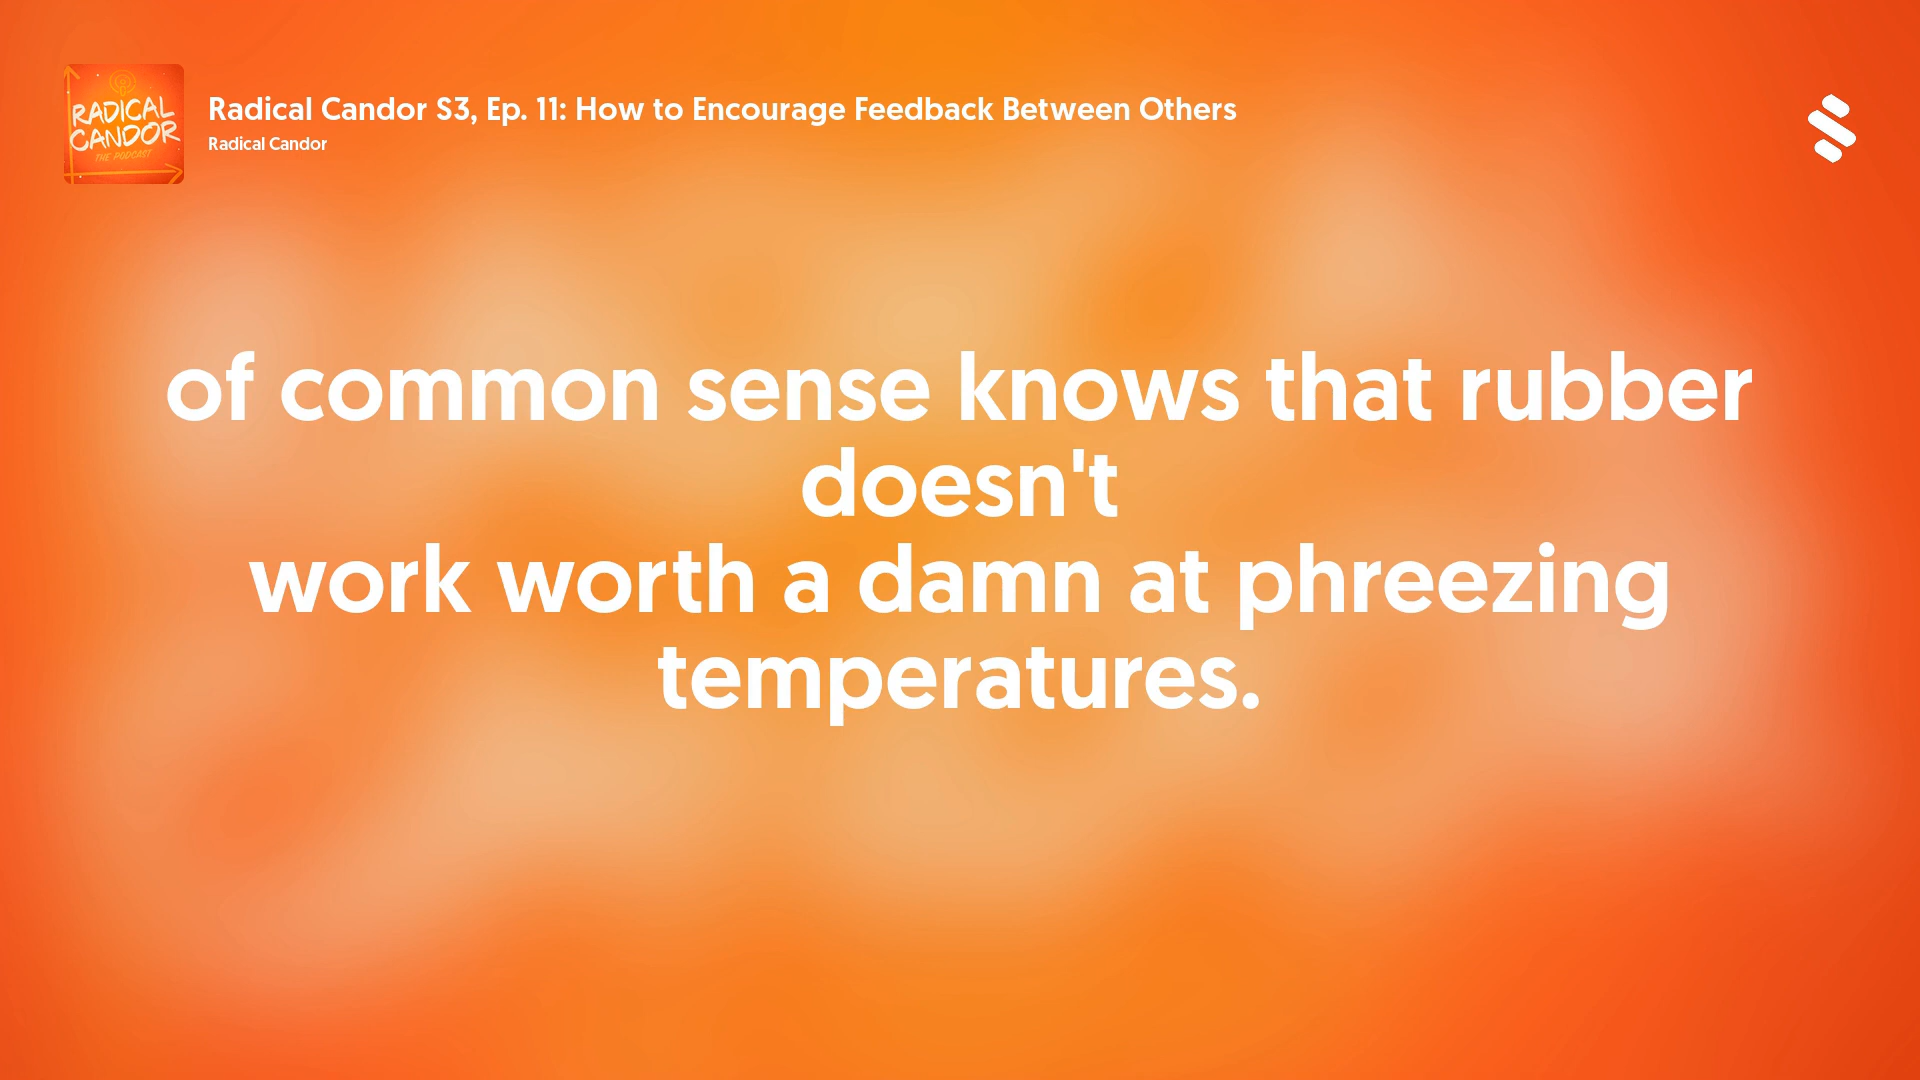 RADICAL
CANDOR
THE PODCAST
Radical Candor S3, Ep. 11: How to Encourage Feedback Between Others
Radical Candor
of common sense knows that rubber
doesn't
work worth a damn at phreezing
temperatures.